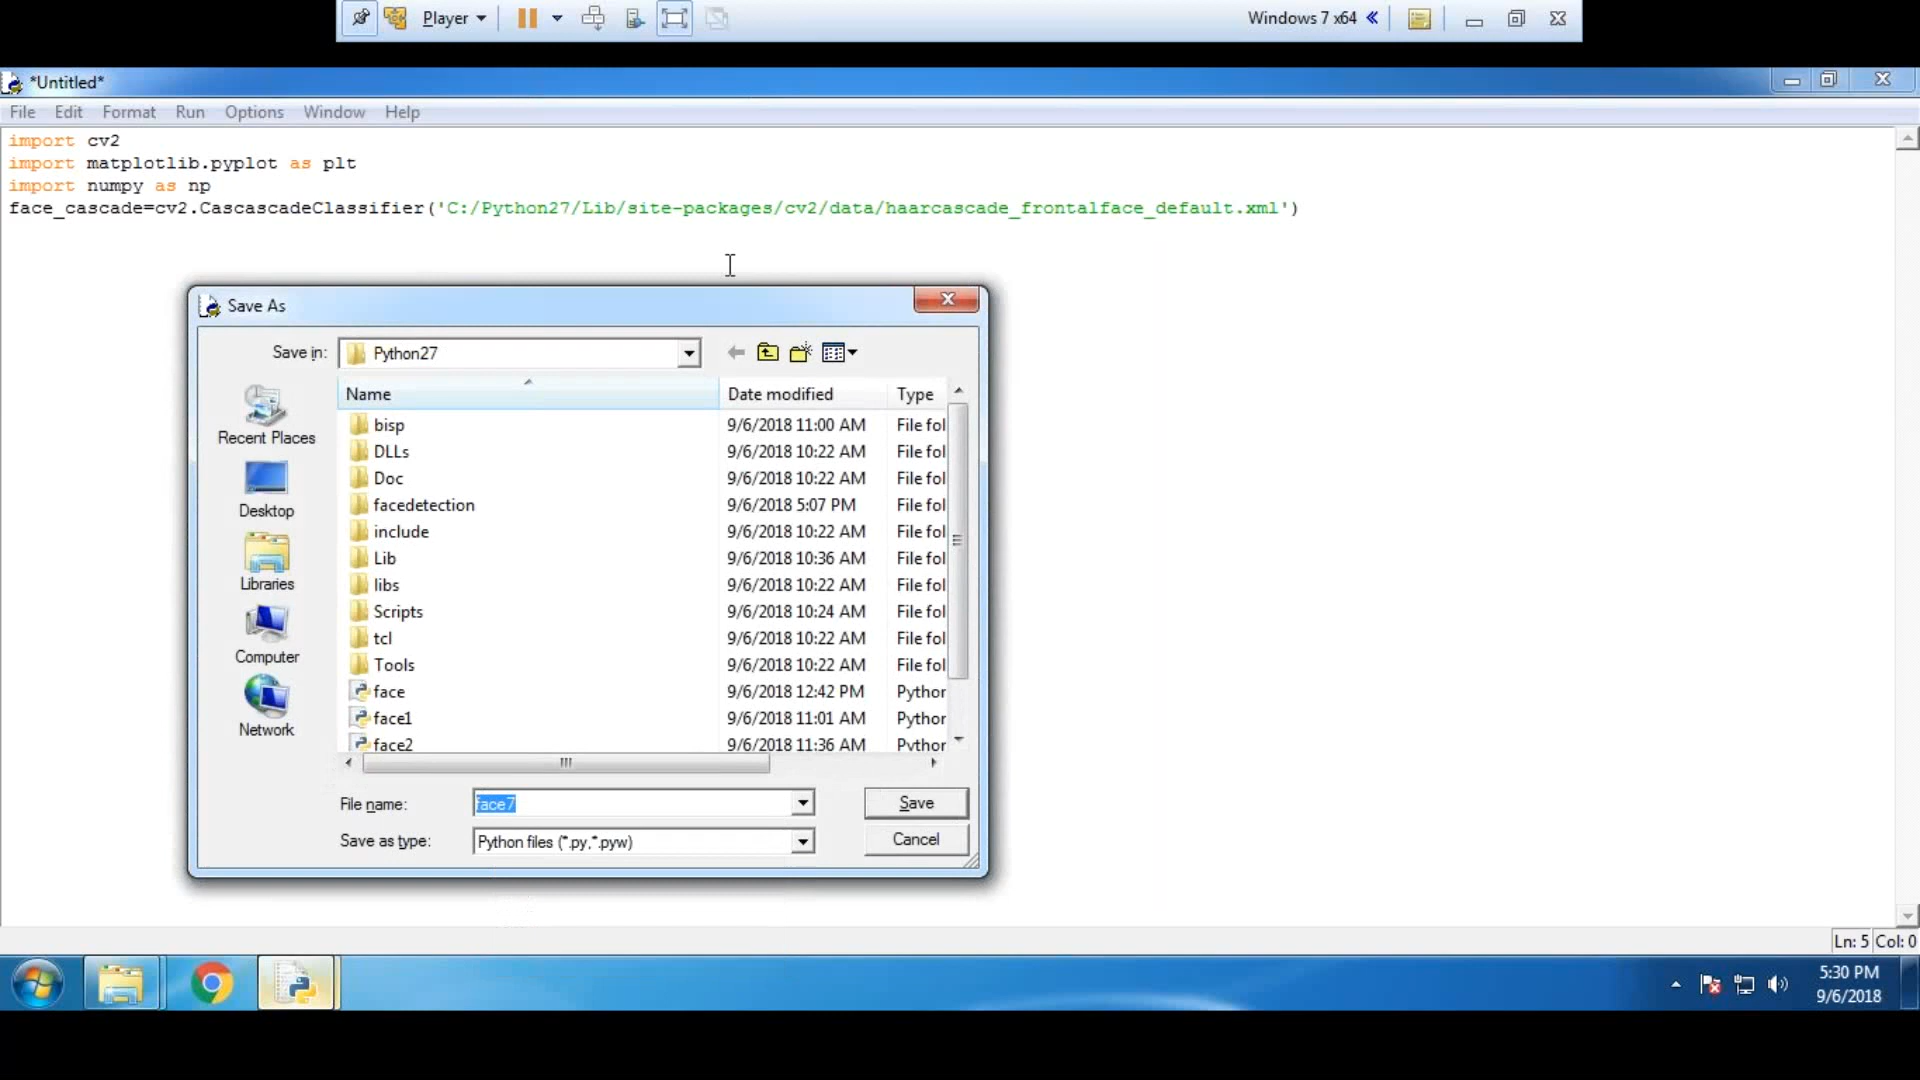 Player
Windows 7 x64
*Untitled*
File Edit Format Run Options Window Help
import cv2
import matplotlib.pyplot as plt
import numpy as np
face_cascade=cv2.CascascadeClassifier('C:/Python27/Lib/site-packages/cv2/data/haarcascade_frontalface_default.xml')
Save As
Save in: Python27
Name Date modified Type
bisp 9/6/2018 11:00 AM File fol
DLLs 9/6/2018 10:22 AM File fol
Doc 9/6/2018 10:22 AM File fol
facedetection 9/6/2018 5:07 PM File fol
include 9/6/2018 10:22 AM File fol
Lib 9/6/2018 10:36 AM File fol
libs 9/6/2018 10:22 AM File fol
Scripts 9/6/2018 10:24 AM File fol
tcl 9/6/2018 10:22 AM File fol
Tools 9/6/2018 10:22 AM File fol
face 9/6/2018 12:42 PM Python
face1 9/6/2018 11:01 AM Python
face2 9/6/2018 11:36 AM Python
Recent Places
Desktop
Libraries
Computer
Network
File name: face7
Save
Save as type: Python files (*.py,*.pyw)
Cancel
Ln: 5 Col: 0
5:30 PM
9/6/2018